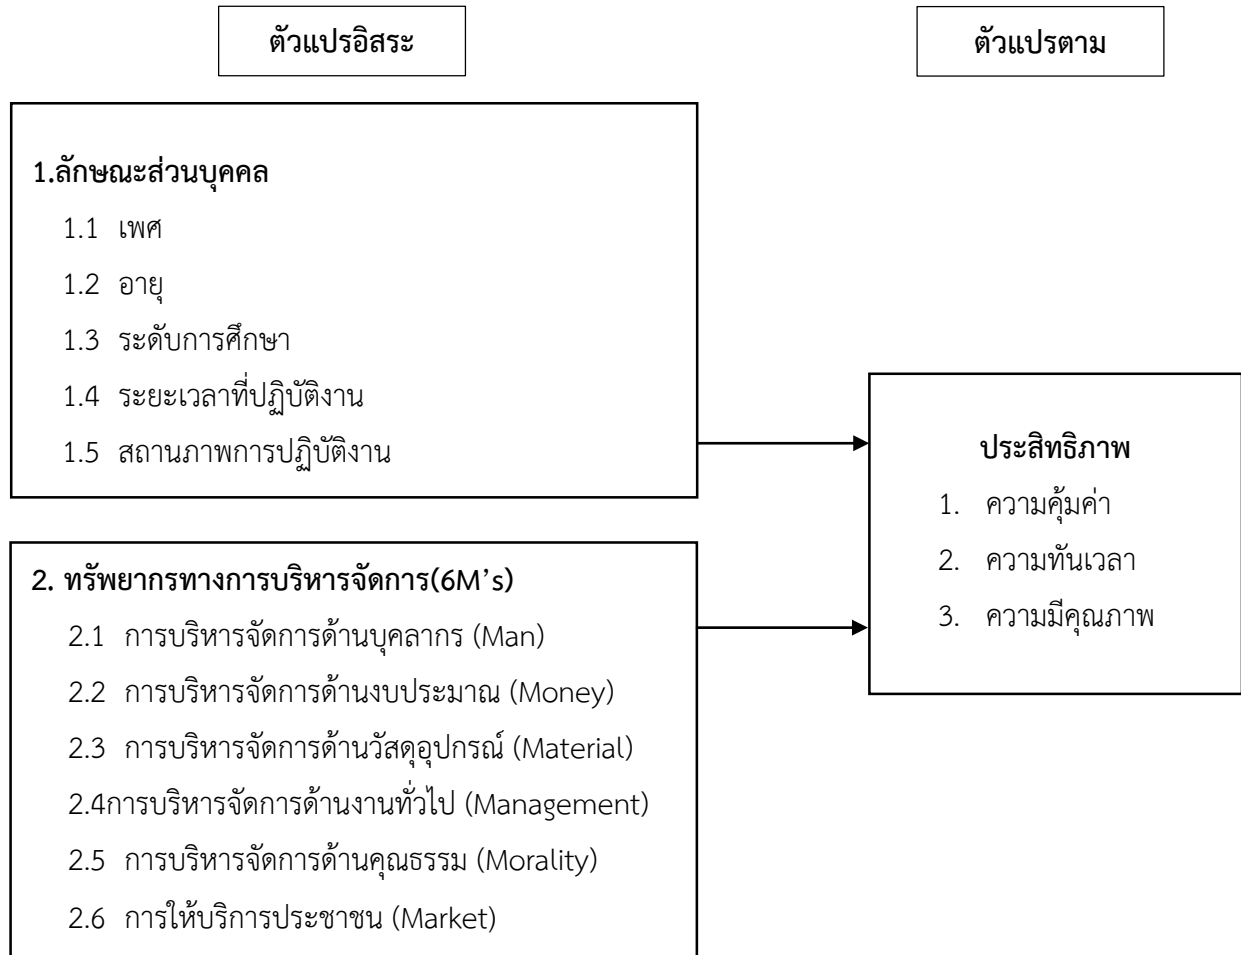 ตัวแปรอิสระ
ตัวแปรตาม
1.ลักษณะส่วนบุคคล
1.1 เพศ
1.2 อายุ
1.3 ระดับการศึกษา
1.4 ระยะเวลาที่ปฏิบัติงาน
1.5 สถานภาพการปฏิบัติงาน
2. ทรัพยากรทางการบริหารจัดการ(6M's)
2.1 การบริหารจัดการด้านบุคลากร (Man)
2.2 การบริหารจัดการด้านงบประมาณ (Money)
2.3 การบริหารจัดการด้านวัสดุอุปกรณ์ (Material)
2.4การบริหารจัดการด้านงานทั่วไป (Management)
2.5 การบริหารจัดการด้านคุณธรรม (Morality)
2.6 การให้บริการประชาชน (Market)
ประสิทธิภาพ
1. ความคุ้มค่า
2. ความทันเวลา
3. ความมีคุณภาพ